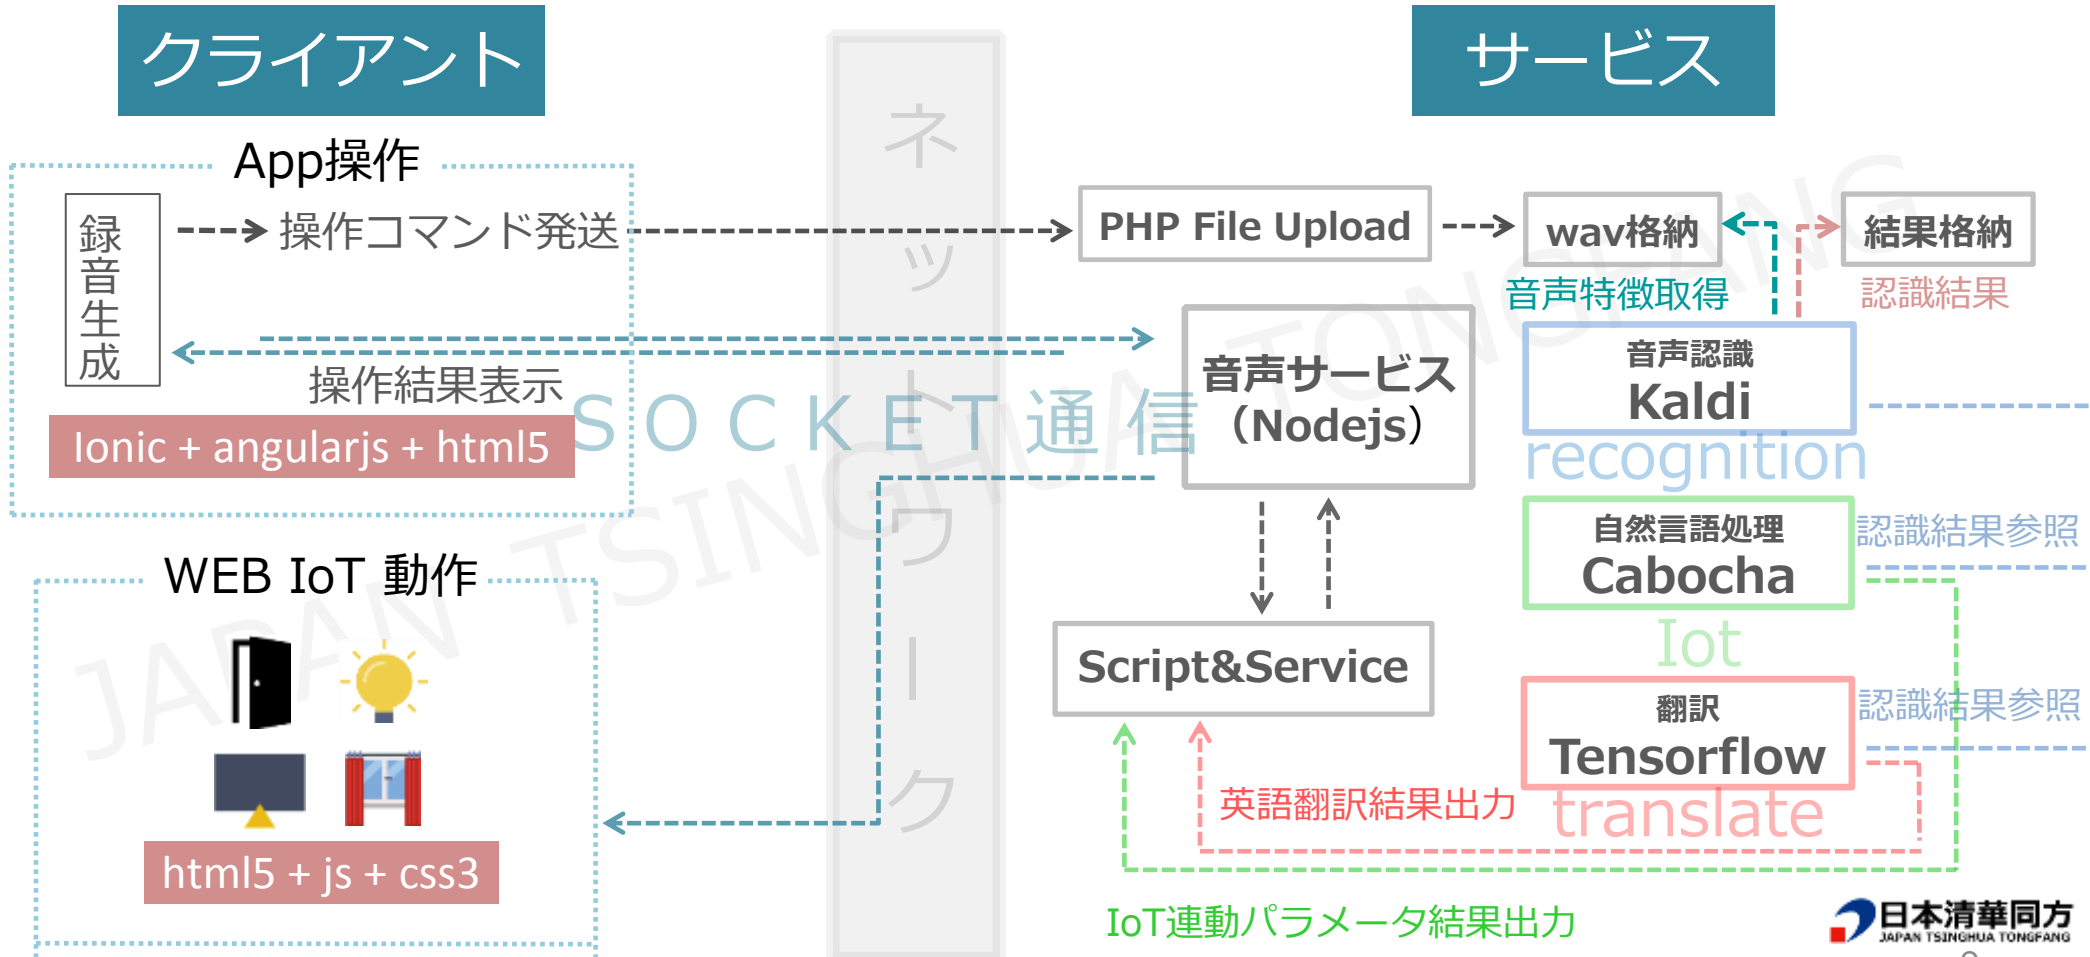 クライアント
サービス
App操作
録音生成
操作コマンド発送
操作結果表示
Ionic + angularjs + html5
WEB IoT 動作
html5 + js + css3
ネットワーク
SOCKET通信
PHP File Upload
wav格納
結果格納
音声特徴取得
認識結果
音声サービス
（Nodejs）
音声認識
Kaldi
recognition
自然言語処理
Cabocha
認識結果参照
Iot
Script&Service
翻訳
Tensorflow
認識結果参照
translate
英語翻訳結果出力
IoT連動パラメータ結果出力
JAPAN TSINGHUA TONGFANG
日本清華同方
JAPAN TSINGHUA TONGFANG